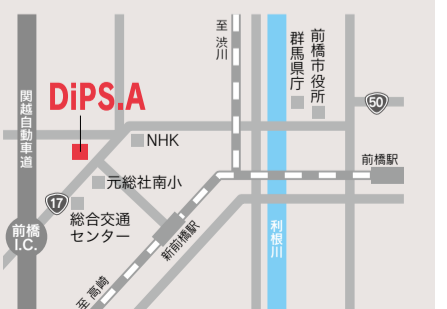 至 渋川
群馬県庁
前橋市役所
50
関越自動車道
DiPS.A
NHK
前橋駅
元総社南小
17
総合交通
センター
前橋
I.C.
新前橋駅
利根川
至 高崎